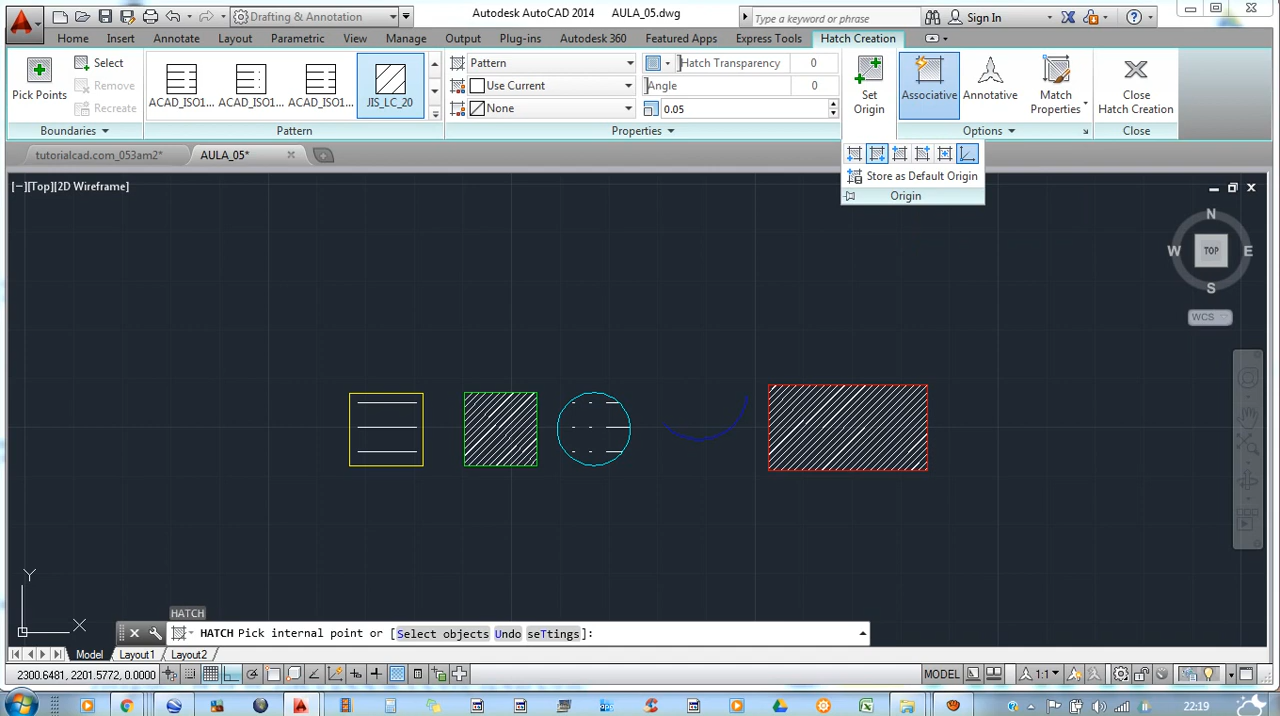 Drafting & Annotation
Autodesk AutoCAD 2014 AULA_05.dwg
Type a keyword or phrase
Sign In
Home Insert Annotate Layout Parametric View Manage Output Plug-ins Autodesk 360 Featured Apps Express Tools Hatch Creation
Pick Points
Select
Remove
Recreate
Boundaries
ACAD_ISO1... ACAD_ISO1... ACAD_ISO1... JIS_LC_20
Pattern
Pattern
Use Current
None
Hatch Transparency 0
Angle 0
0.05
Properties
Set Origin
Associative
Annotative
Match Properties
Options
Close Hatch Creation
Close
Store as Default Origin
Origin
tutorialcad.com_053am2*
AULA_05*
[−][Top][2D Wireframe]
N
W TOP E
S
WCS
Y
X
HATCH
HATCH Pick internal point or [Select objects Undo seTtings]:
Model Layout1 Layout2
2300.6481, 2201.5772, 0.0000
MODEL
1:1
22:19